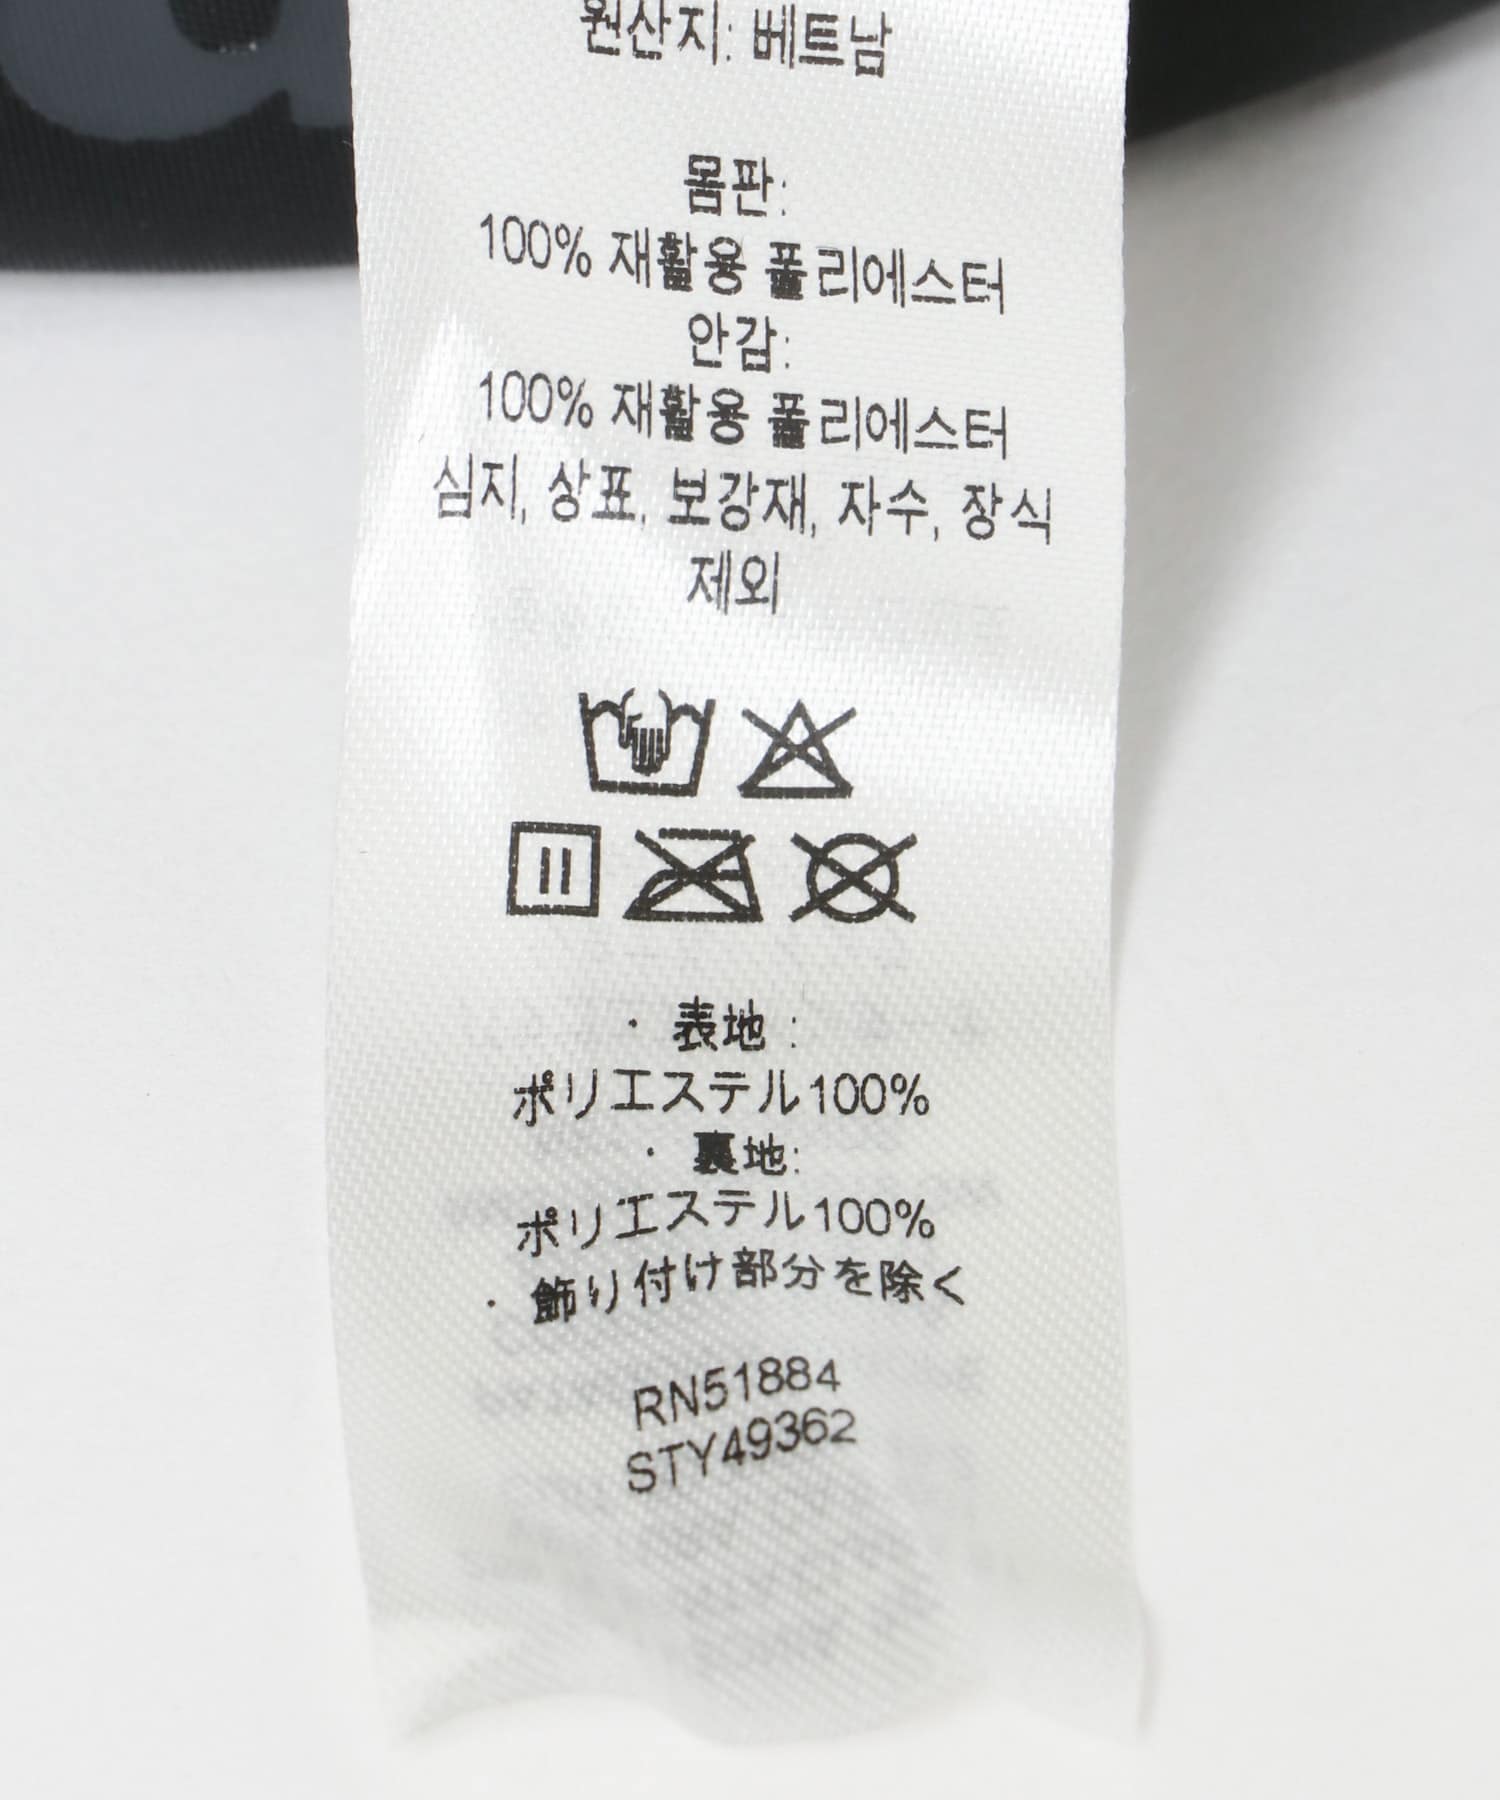 원산지: 베트남
몸판:
100% 재활용 폴리에스터
안감:
100% 재활용 폴리에스터
심지, 상표, 보강재, 자수, 장식
제외
・表地：
ポリエステル100%
・裏地:
ポリエステル100%
・飾り付け部分を除く
RN51884
STY49362